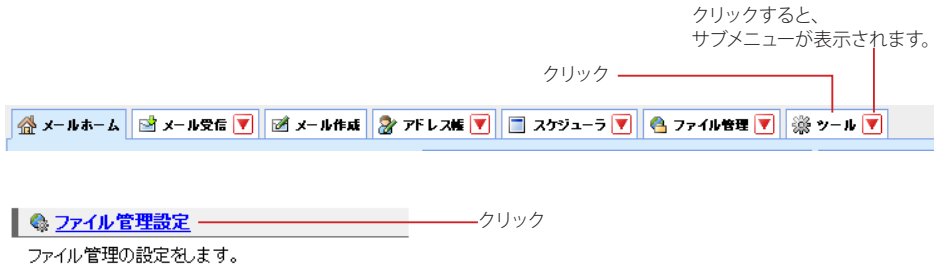 クリックすると、
サブメニューが表示されます。
クリック
メールホーム メール受信 メール作成 アドレス帳 スケジューラ ファイル管理 ツール
ファイル管理設定 クリック
ファイル管理の設定をします。